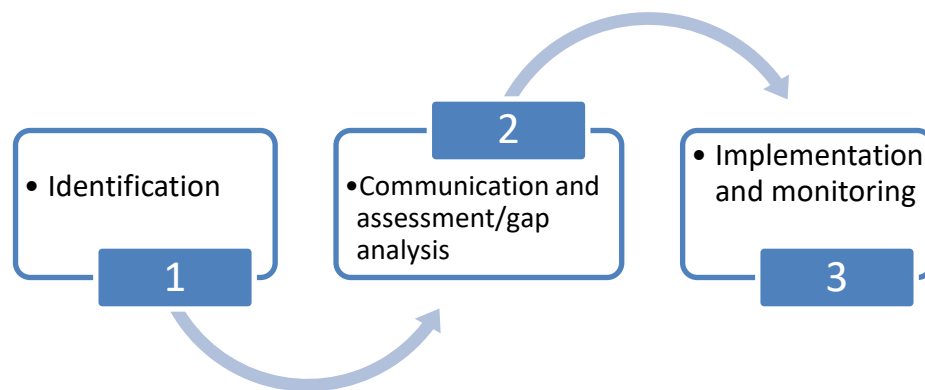 • Identification
1
2
•Communication and
assessment/gap
analysis
• Implementation
and monitoring
3